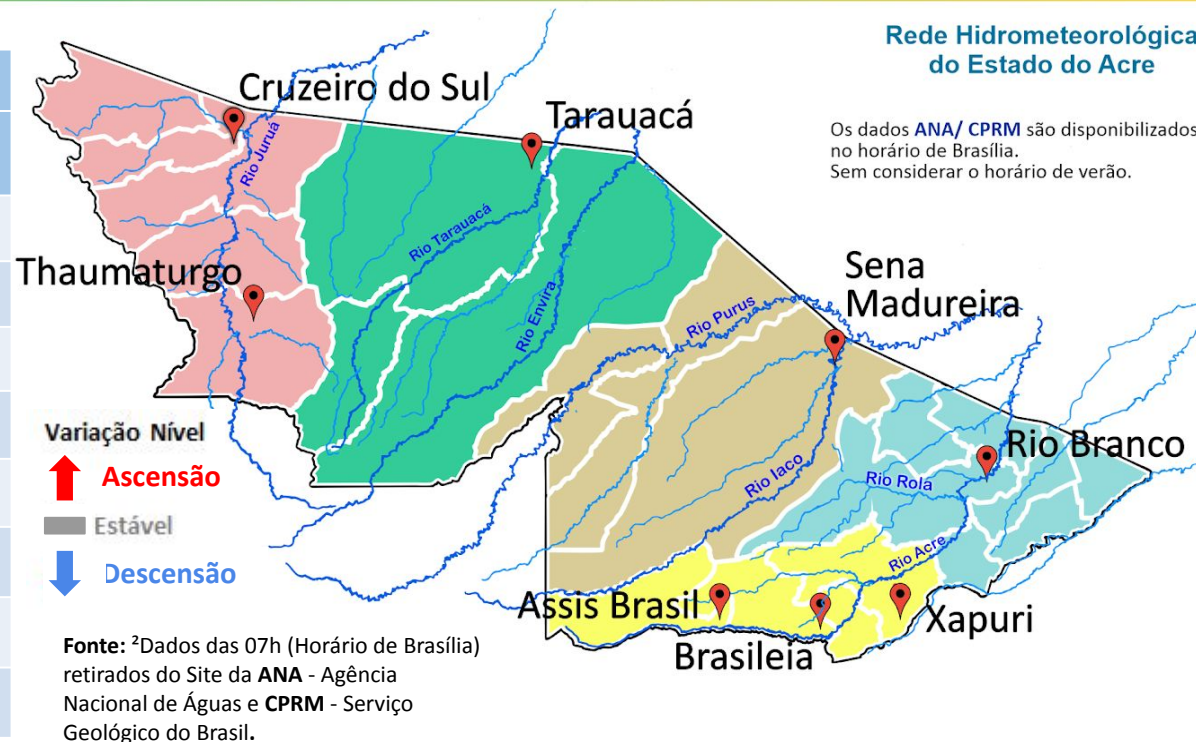 Rede Hidrometeorológica
do Estado do Acre
Os dados ANA/ CPRM são disponibilizados
no horário de Brasília.
Sem considerar o horário de verão.
Cruzeiro do Sul
Tarauacá
Rio Juruá
Rio Tarauacá
Thaumaturgo
Rio Envira
Sena
Madureira
Rio Purus
Rio Branco
Rio Iaco
Rio Rola
Rio Acre
Assis Brasil
Xapuri
Brasileia
Variação Nível
Ascensão
Estável
Descensão
Fonte: ²Dados das 07h (Horário de Brasília)
retirados do Site da ANA - Agência
Nacional de Águas e CPRM - Serviço
Geológico do Brasil.